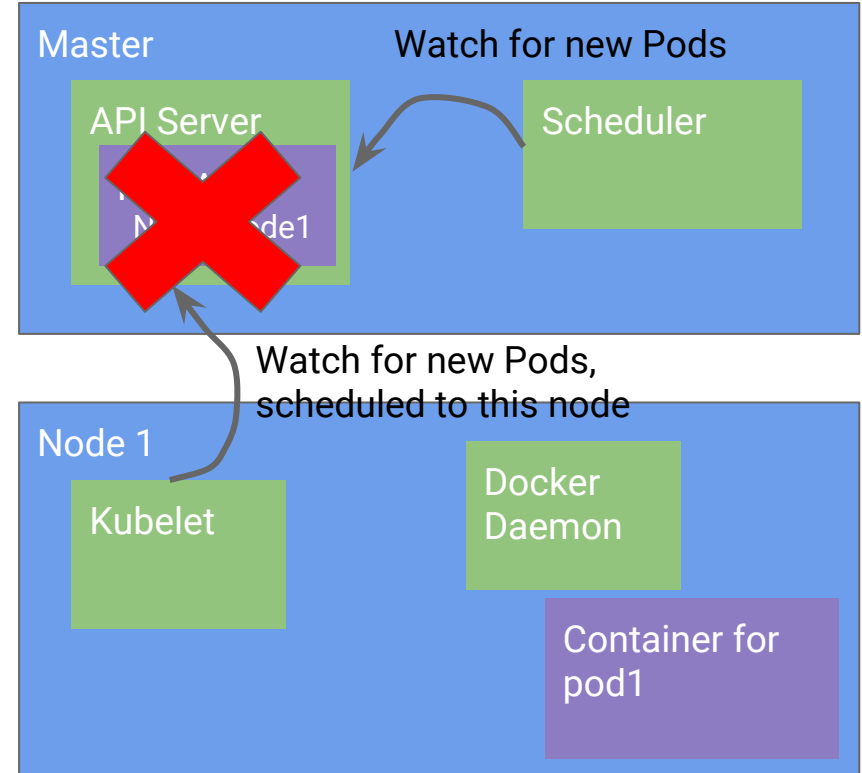 Master
Watch for new Pods
API Server
Scheduler
Watch for new Pods,
scheduled to this node
Node 1
Kubelet
Docker
Daemon
Container for
pod1